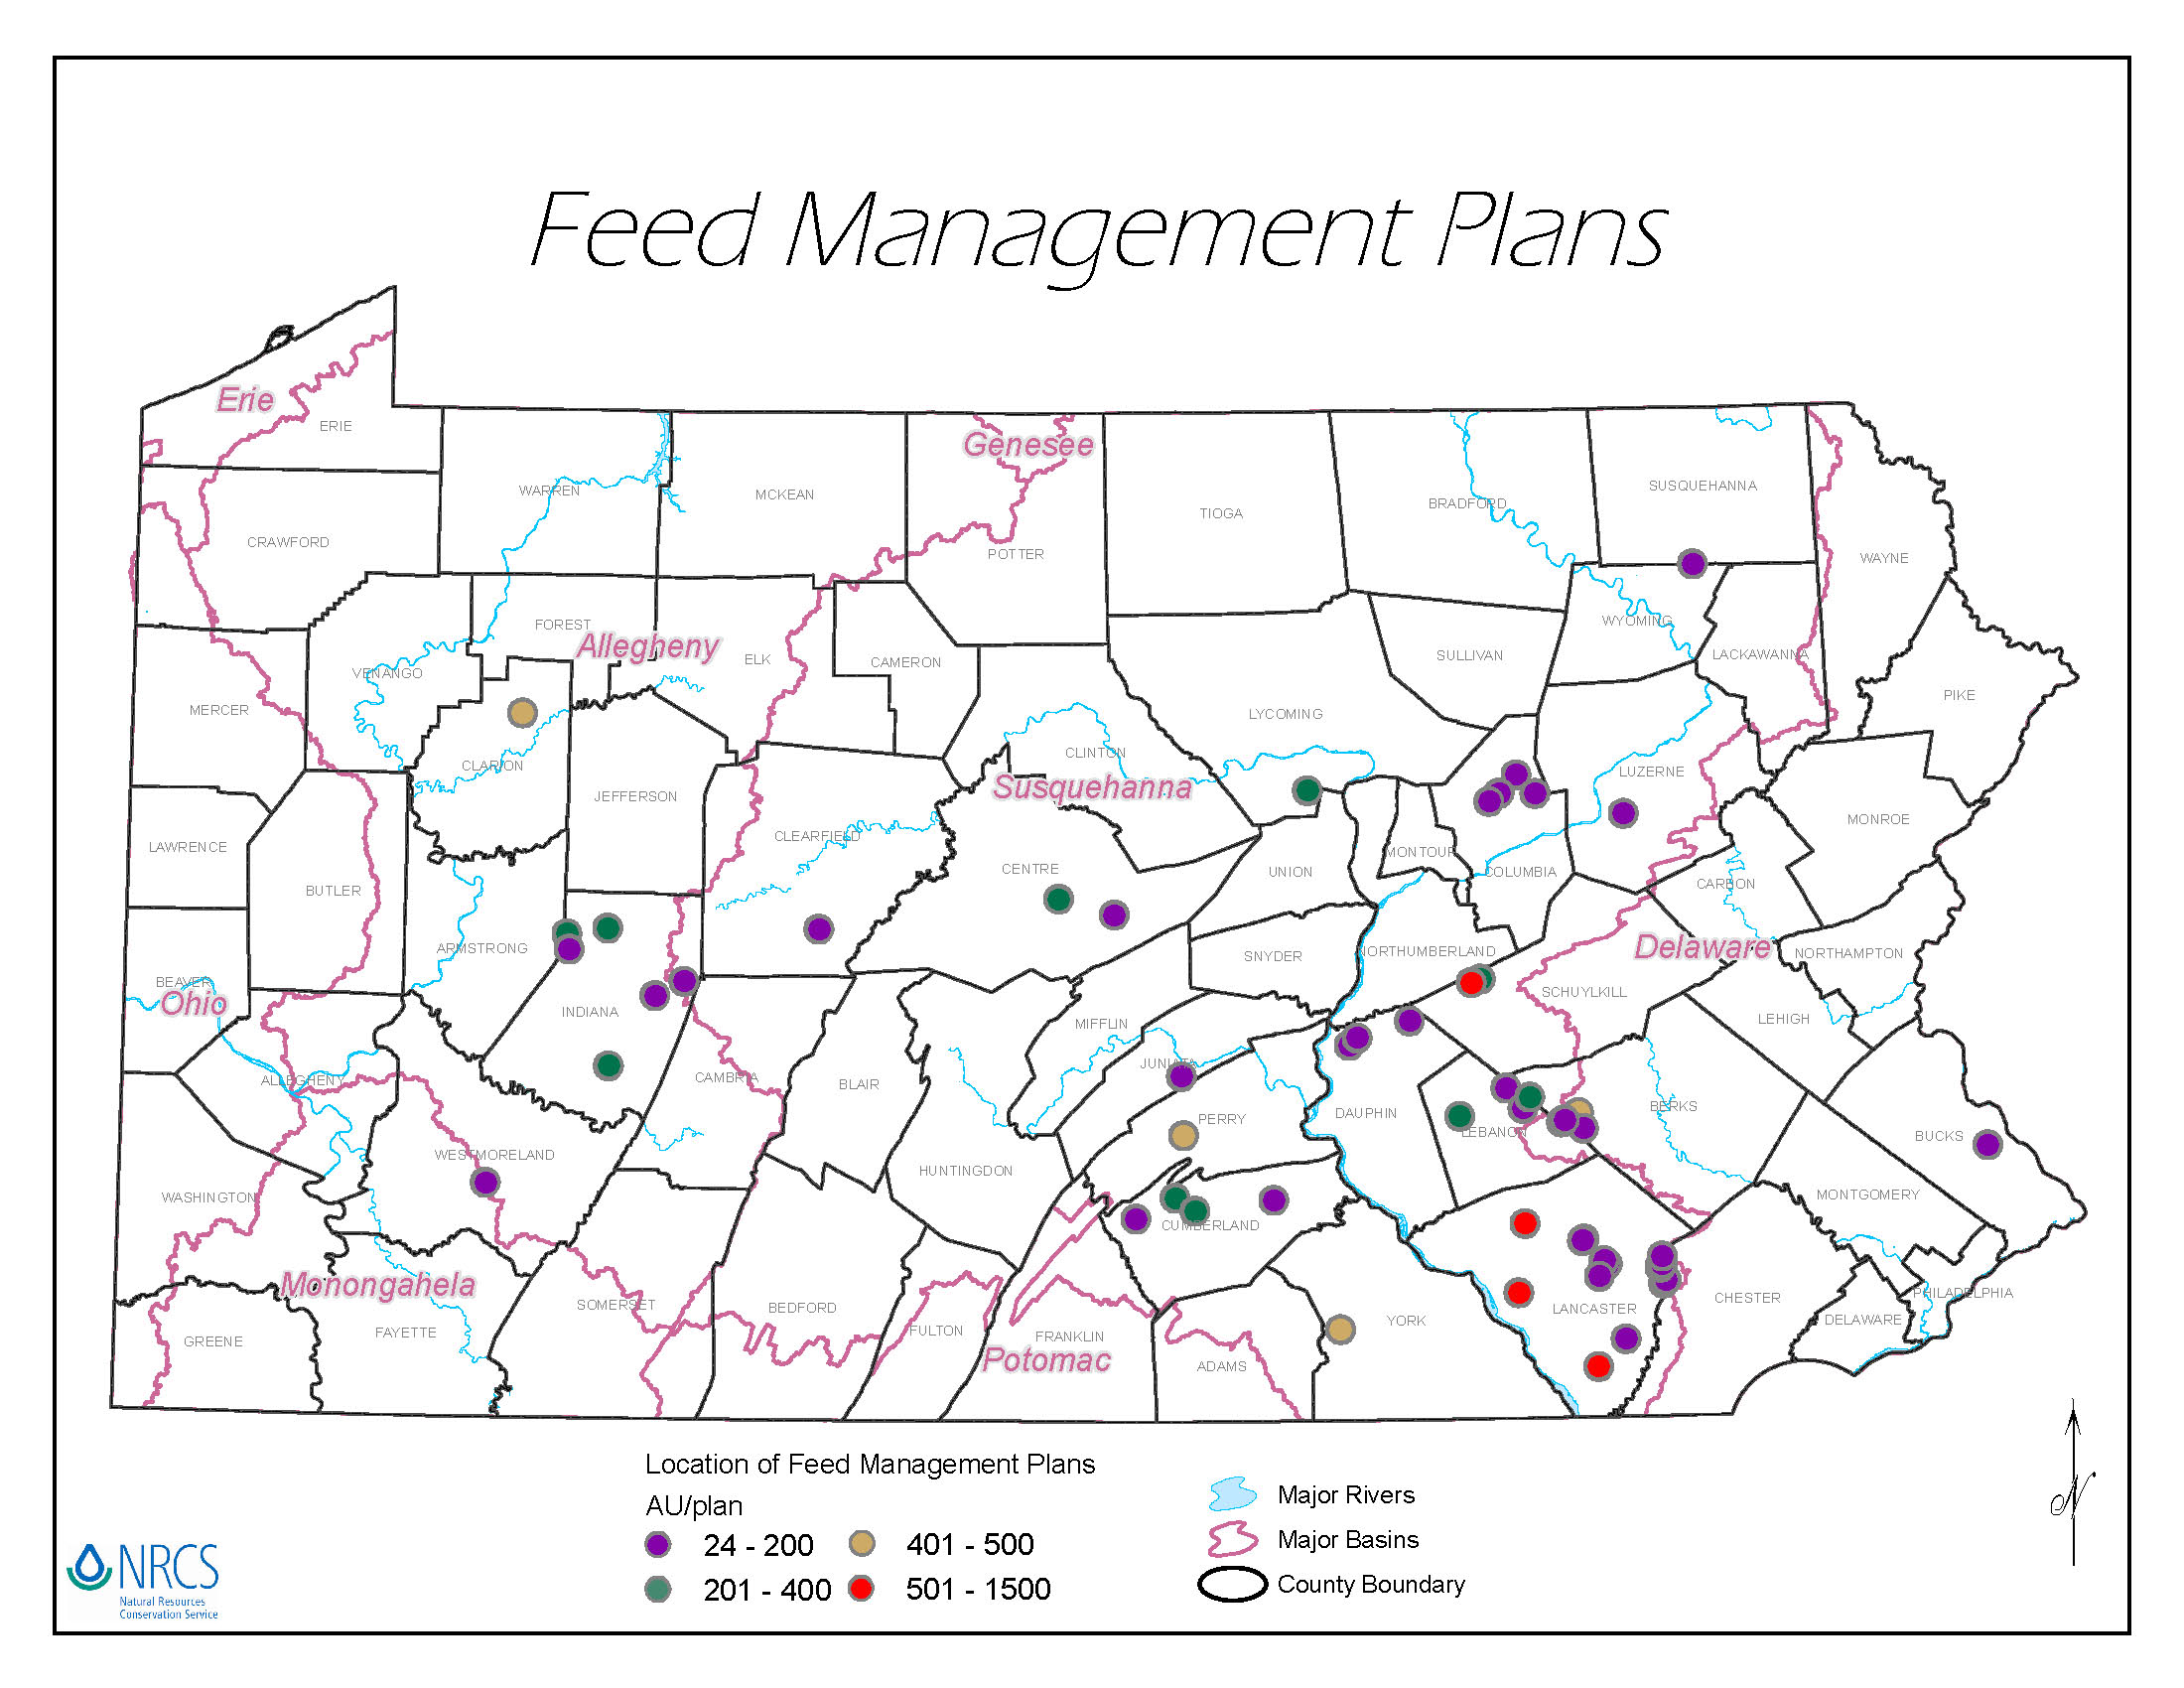 Feed Management Plans
Erie
ERIE
Genesee
WARREN
MCKEAN
SUSQUEHANNA
BRADFORD
TIOGA
CRAWFORD
POTTER
WAYNE
FOREST
WYOMING
Allegheny
ELK
CAMERON
SULLIVAN
LACKAWANNA
VENANGO
PIKE
MERCER
LYCOMING
CLINTON
CLARION
LUZERNE
Susquehanna
JEFFERSON
MONROE
CLEARFIELD
LAWRENCE
MONTOUR
CENTRE
UNION
COLUMBIA
CARBON
BUTLER
ARMSTRONG
NORTHUMBERLAND
Delaware
NORTHAMPTON
SNYDER
BEAVER
Ohio
SCHUYLKILL
INDIANA
LEHIGH
MIFFLIN
JUNIATA
ALLEGHENY
CAMBRIA
BLAIR
BERKS
DAUPHIN
PERRY
LEBANON
BUCKS
WESTMORELAND
HUNTINGDON
WASHINGTON
MONTGOMERY
CUMBERLAND
Monongahela
PHILADELPHIA
CHESTER
SOMERSET
BEDFORD
LANCASTER
DELAWARE
YORK
FAYETTE
FULTON
FRANKLIN
GREENE
Potomac
ADAMS
Location of Feed Management Plans
AU/plan
24 - 200
401 - 500
201 - 400
501 - 1500
Major Rivers
Major Basins
County Boundary
N
NRCS
Natural Resources
Conservation Service